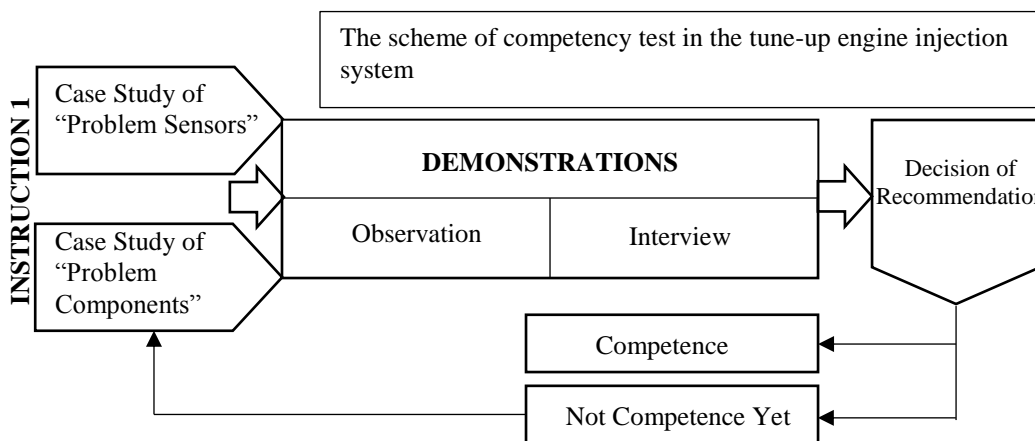 The scheme of competency test in the tune-up engine injection
system
INSTRUCTION 1
Case Study of
“Problem Sensors”
DEMONSTRATIONS
Observation
Interview
Decision of
Recommendation
Case Study of
“Problem
Components”
Competence
Not Competence Yet